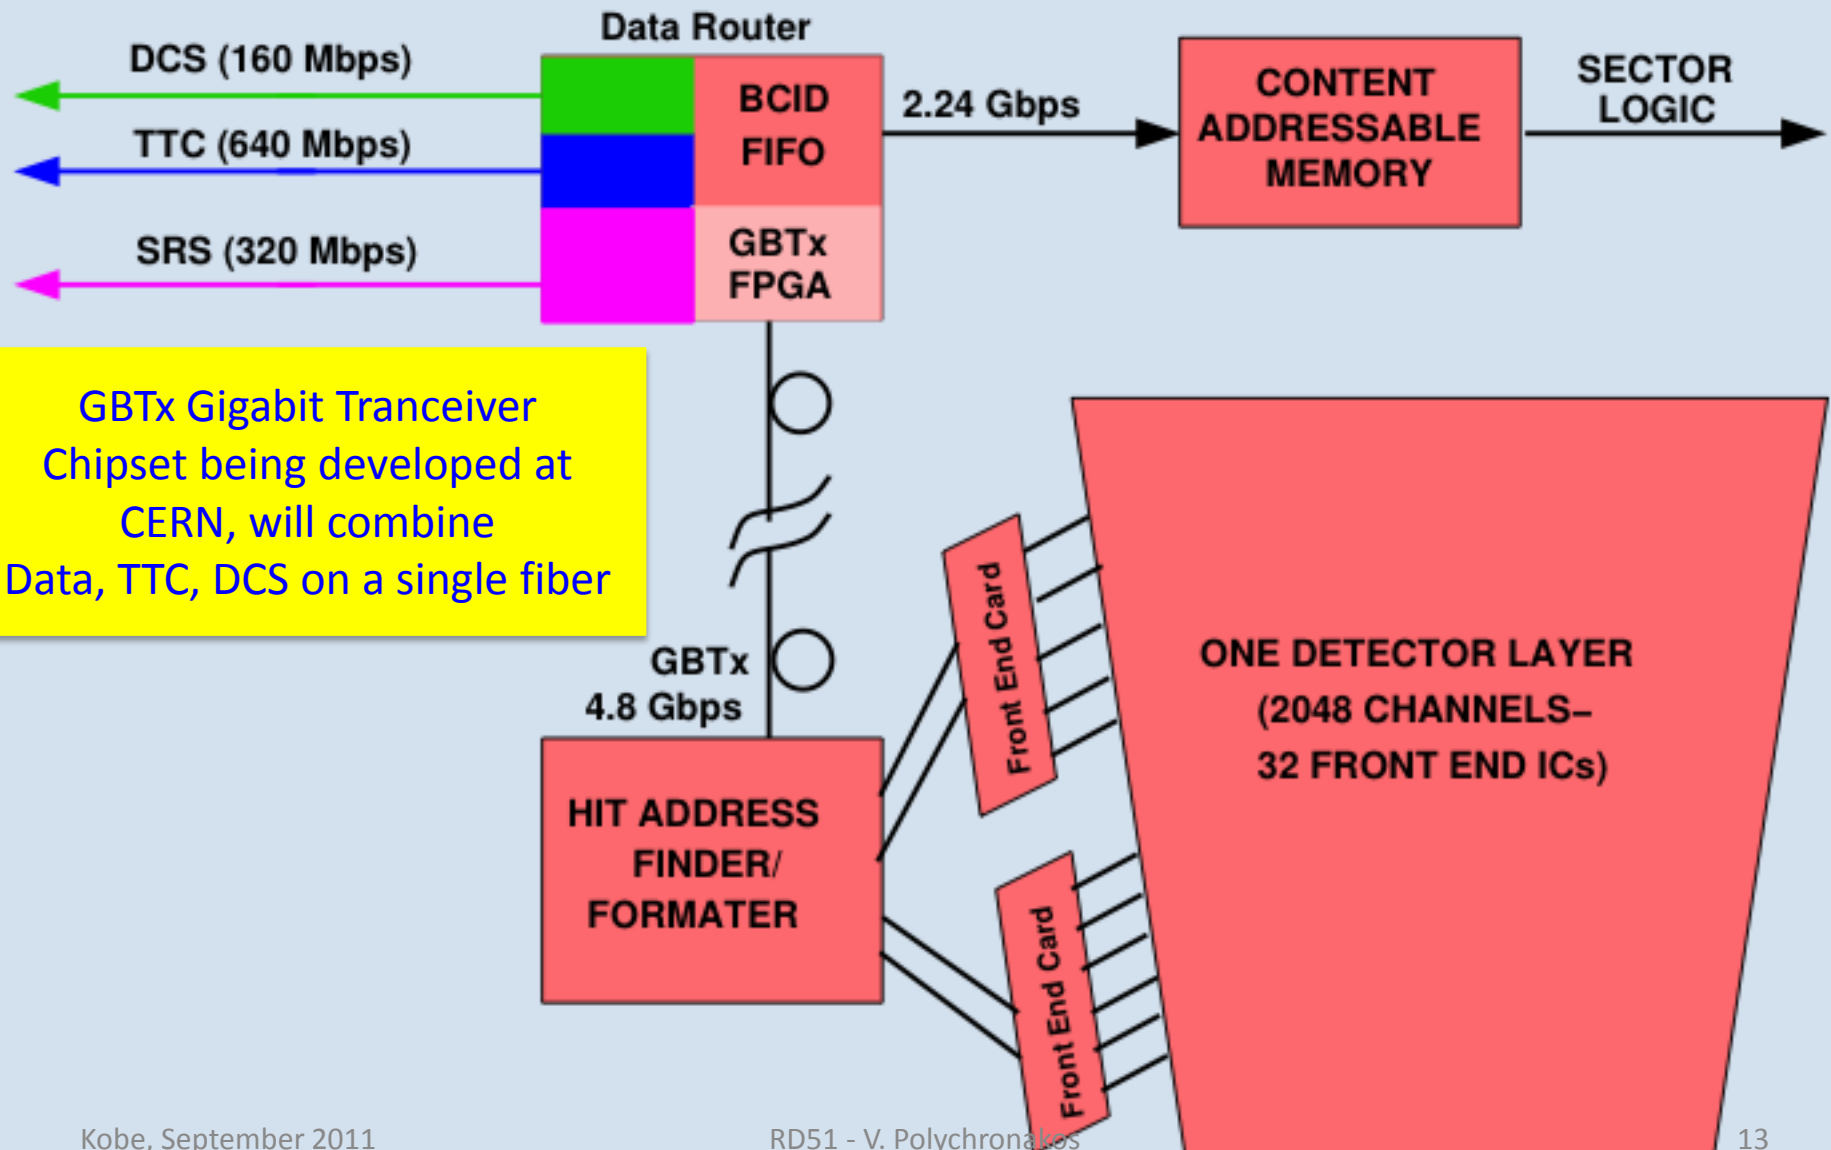 Data Router
DCS (160 Mbps)
TTC (640 Mbps)
SRS (320 Mbps)
BCID
FIFO
GBTx
FPGA
2.24 Gbps
CONTENT
ADDRESSABLE
MEMORY
SECTOR
LOGIC
GBTx Gigabit Tranceiver
Chipset being developed at
CERN, will combine
Data, TTC, DCS on a single fiber
GBTx
4.8 Gbps
HIT ADDRESS
FINDER/
FORMATER
Front End Card
Front End Card
ONE DETECTOR LAYER
(2048 CHANNELS–
32 FRONT END ICs)
Kobe, September 2011
RD51 - V. Polychronakos
13